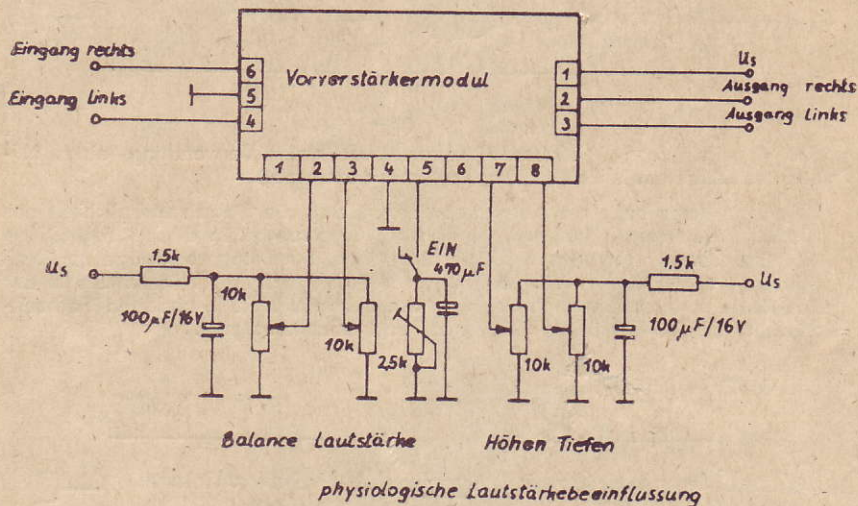 Eingang rechts
Eingang Links
6
5
4
Vorverstärkermodul
1
2
3
Us
Ausgang rechts
Ausgang Links
1 2 3 4 5 6 7 8
Us
1,5k
100µF/16V
10k
10k
EIN
470µF
2,5k
10k
10k
1,5k
Us
100µF/16V
Balance Lautstärke
Höhen Tiefen
physiologische Lautstärkebeeinflussung